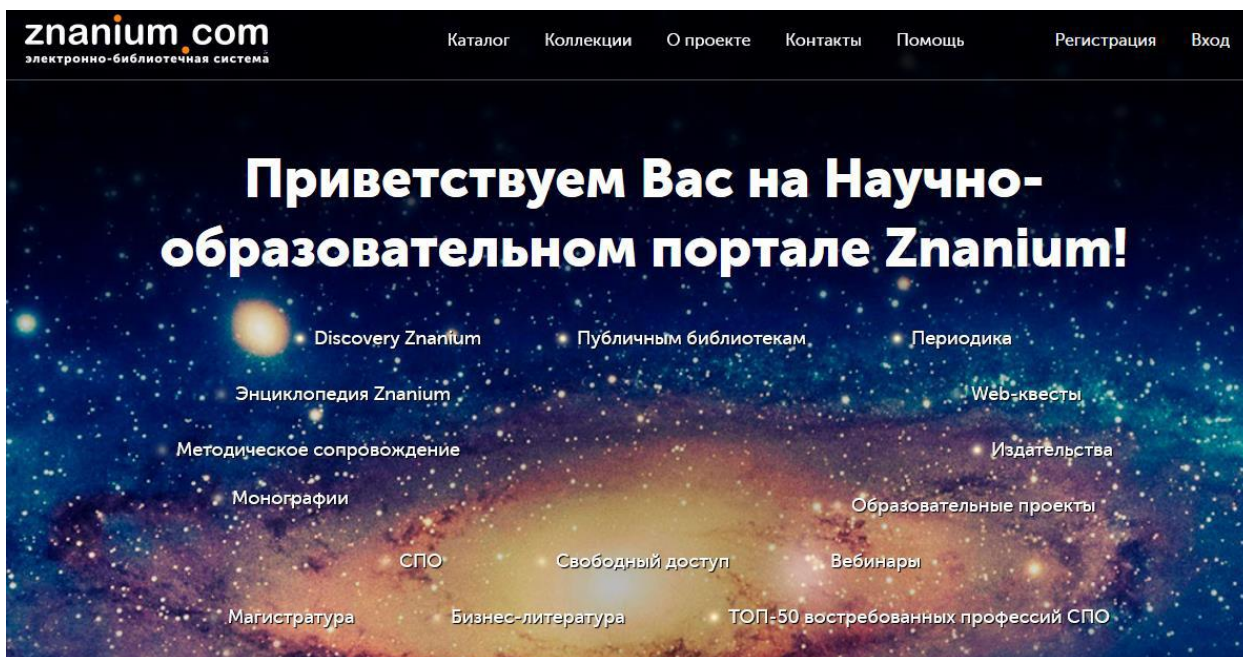 znanium.com
электронно-библиотечная система
Каталог Коллекции О проекте Контакты Помощь Регистрация Вход
Приветствуем Вас на Научно-
образовательном портале Znanium!
Discovery Znanium Публичным библиотекам Периодика
Энциклопедия Znanium Web-квесты
Методическое сопровождение Издательства
Монографии Образовательные проекты
СПО Свободный доступ Вебинары
Магистратура Бизнес-литература ТОП-50 востребованных профессий СПО